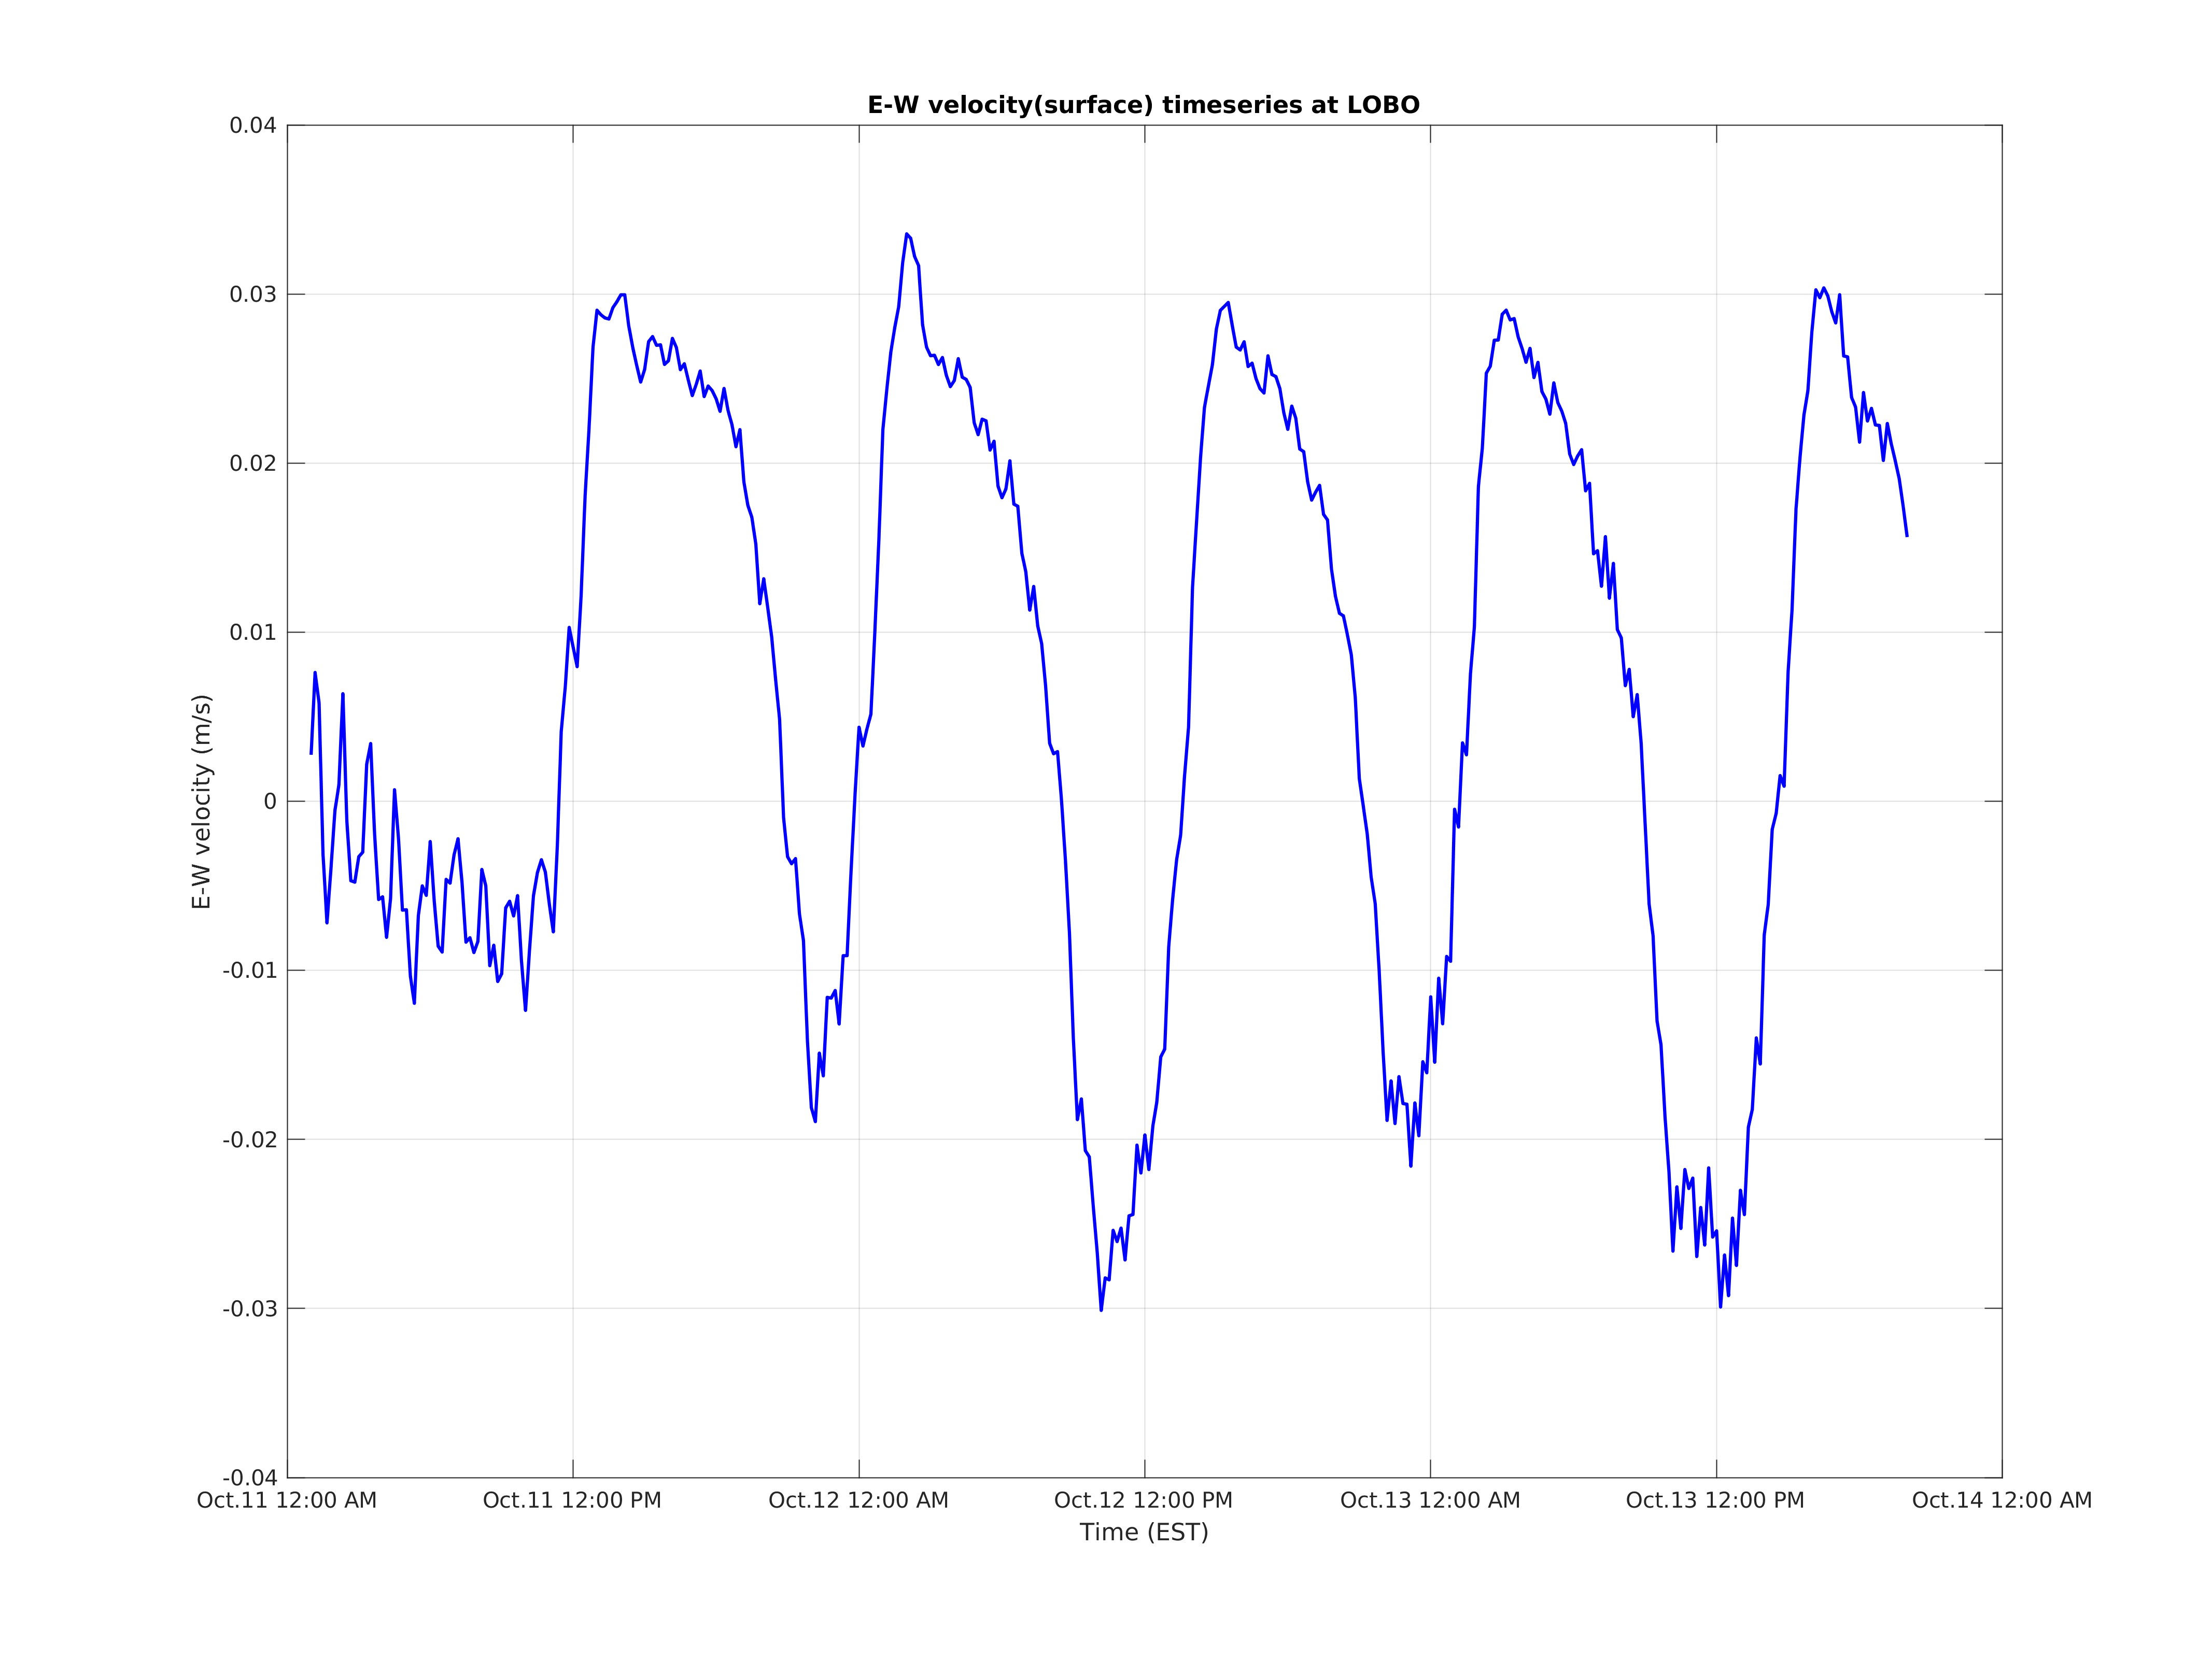 E-W velocity(surface) timeseries at LOBO
0.04
0.03
0.02
0.01
0
-0.01
-0.02
-0.03
-0.04
E-W velocity (m/s)
Oct.11 12:00 AM Oct.11 12:00 PM Oct.12 12:00 AM Oct.12 12:00 PM Oct.13 12:00 AM Oct.13 12:00 PM Oct.14 12:00 AM
Time (EST)